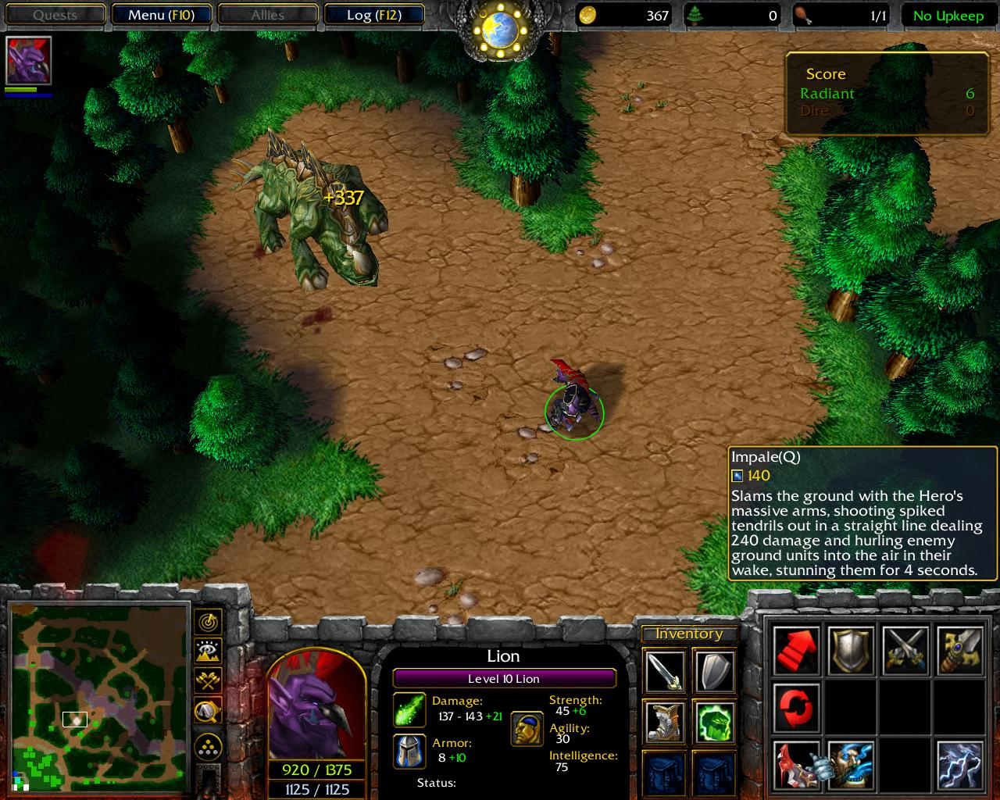 Quests Menu (F10) Allies Log (F12) 367 0 1/1 No Upkeep
Score
Radiant 6
Dire 0
+337
Impale(Q)
140
Slams the ground with the Hero's
massive arms, shooting spiked
tendrils out in a straight line dealing
240 damage and hurling enemy
ground units into the air in their
wake, stunning them for 4 seconds.
Inventory
Lion
Level 10 Lion
Damage:
137 - 143 +21
Armor:
8 +10
Strength:
45 +6
Agility:
30
Intelligence:
75
Status:
920 / 1375
1125 / 1125